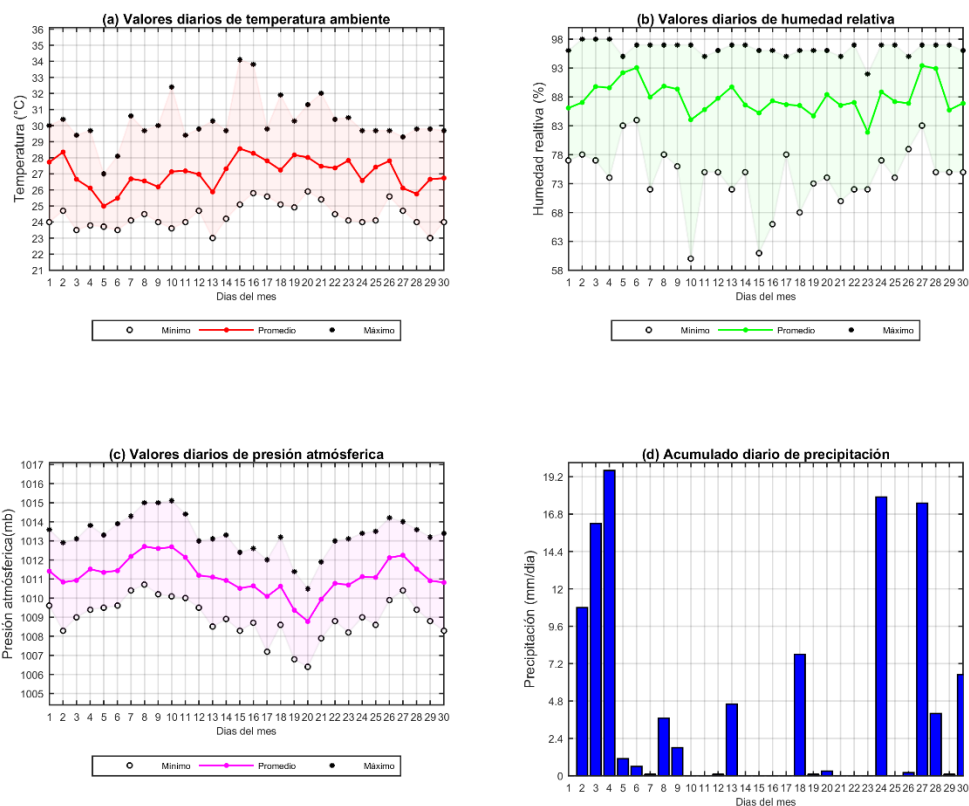 (a) Valores diarios de temperatura ambiente
Temperatura (°C)
36
35
34
33
32
31
30
29
28
27
26
25
24
23
22
21
1 2 3 4 5 6 7 8 9 10 11 12 13 14 15 16 17 18 19 20 21 22 23 24 25 26 27 28 29 30
Dias del mes
Mínimo Promedio Máximo
(b) Valores diarios de humedad relativa
Humedad realtiva (%)
98
93
88
83
78
73
68
63
58
1 2 3 4 5 6 7 8 9 10 11 12 13 14 15 16 17 18 19 20 21 22 23 24 25 26 27 28 29 30
Dias del mes
Mínimo Promedio Máximo
(c) Valores diarios de presión atmósferica
Presión atmósferica(mb)
1017
1016
1015
1014
1013
1012
1011
1010
1009
1008
1007
1006
1005
1 2 3 4 5 6 7 8 9 10 11 12 13 14 15 16 17 18 19 20 21 22 23 24 25 26 27 28 29 30
Dias del mes
Mínimo Promedio Máximo
(d) Acumulado diario de precipitación
Precipitación (mm/dia)
19.2
16.8
14.4
12
9.6
7.2
4.8
2.4
0
1 2 3 4 5 6 7 8 9 10 11 12 13 14 15 16 17 18 19 20 21 22 23 24 25 26 27 28 29 30
Dias del mes